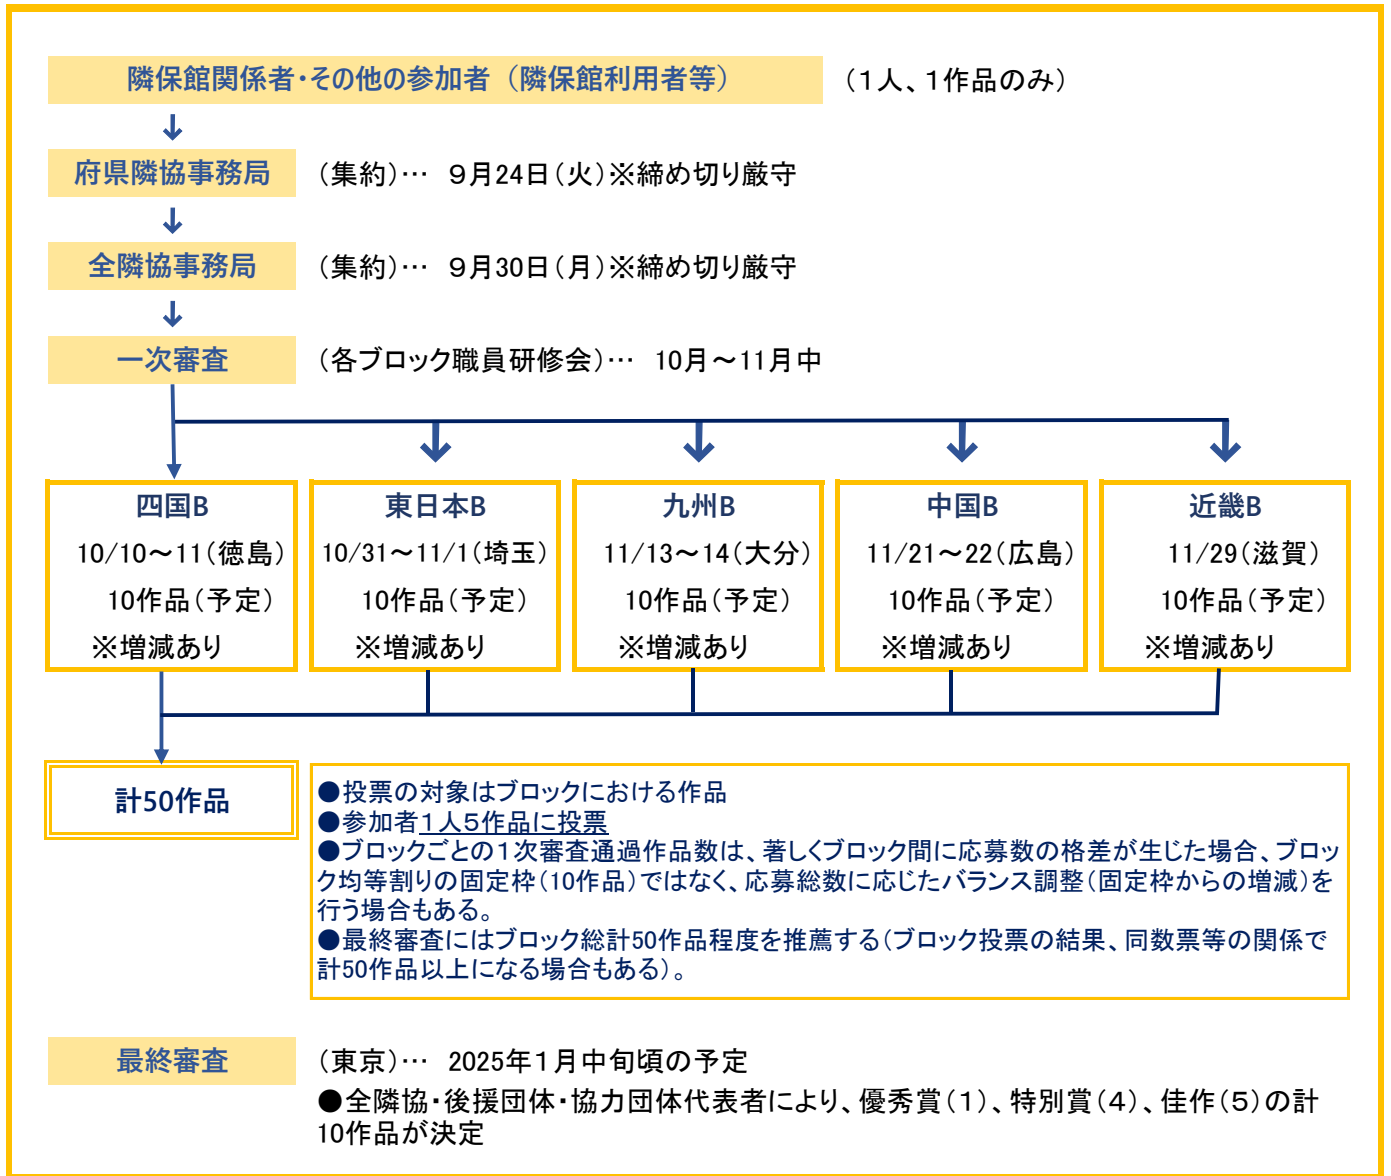 隣保館関係者・その他の参加者（隣保館利用者等）　（１人、１作品のみ）
府県隣協事務局　（集約）…　９月24日（火）※締め切り厳守
全隣協事務局　（集約）…　９月30日（月）※締め切り厳守
一次審査　（各ブロック職員研修会）…　10月～11月中
四国B
10/10～11（徳島）
10作品（予定）
※増減あり
東日本B
10/31～11/1（埼玉）
10作品（予定）
※増減あり
九州B
11/13～14（大分）
10作品（予定）
※増減あり
中国B
11/21～22（広島）
10作品（予定）
※増減あり
近畿B
11/29（滋賀）
10作品（予定）
※増減あり
計50作品
●投票の対象はブロックにおける作品
●参加者１人５作品に投票
●ブロックごとの１次審査通過作品数は、著しくブロック間に応募数の格差が生じた場合、ブロッ
ク均等割りの固定枠（10作品）ではなく、応募総数に応じたバランス調整（固定枠からの増減）を
行う場合もある。
●最終審査にはブロック総計50作品程度を推薦する（ブロック投票の結果、同数票等の関係で
計50作品以上になる場合もある）。
最終審査　（東京）…　2025年１月中旬頃の予定
●全隣協・後援団体・協力団体代表者により、優秀賞（１）、特別賞（４）、佳作（５）の計
10作品が決定